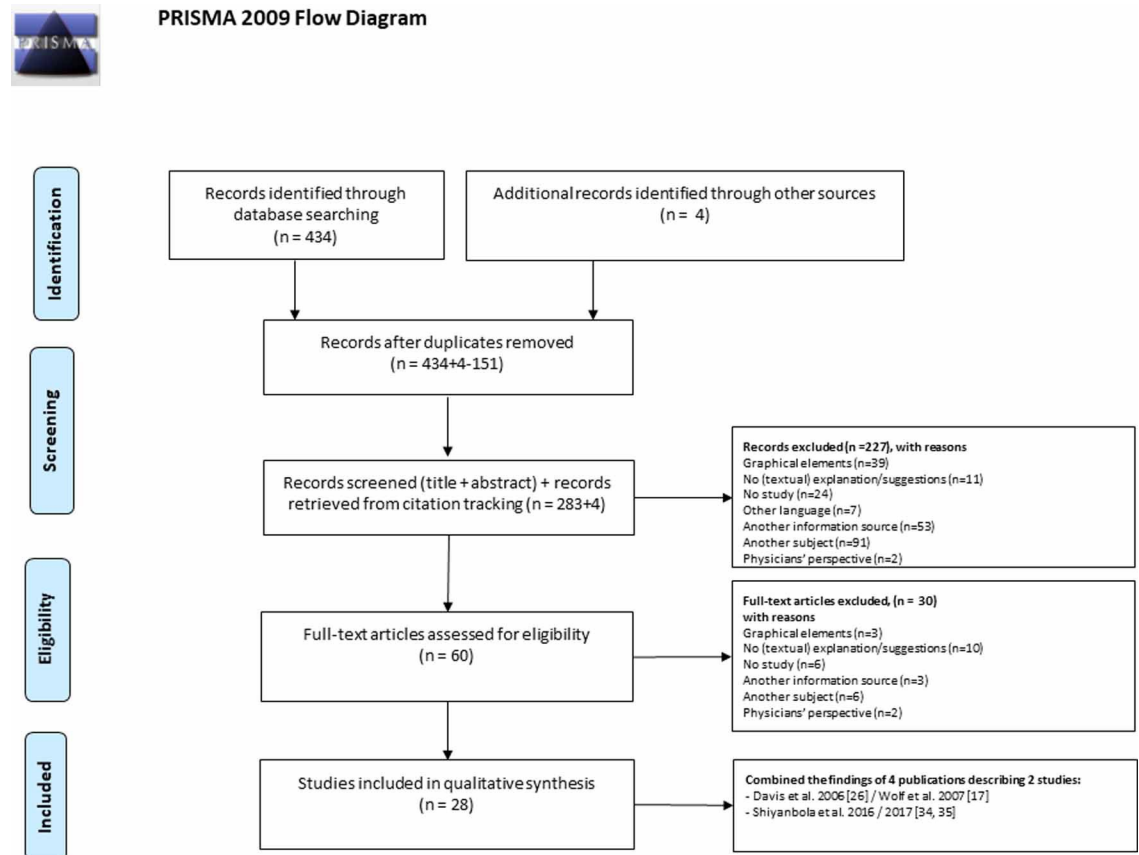 PRISMA 2009 Flow Diagram
PRISMA
Identification
Records identified through
database searching
(n = 434)
Additional records identified through other sources
(n = 4)
Records after duplicates removed
(n = 434+4-151)
Screening
Records screened (title + abstract) + records
retrieved from citation tracking (n = 283+4)
Records excluded (n =227), with reasons
Graphical elements (n=39)
No (textual) explanation/suggestions (n=11)
No study (n=24)
Other language (n=7)
Another information source (n=53)
Another subject (n=91)
Physicians' perspective (n=2)
Eligibility
Full-text articles assessed for eligibility
(n = 60)
Full-text articles excluded, (n = 30)
with reasons
Graphical elements (n=3)
No (textual) explanation/suggestions (n=10)
No study (n=6)
Another information source (n=3)
Another subject (n=6)
Physicians' perspective (n=2)
Included
Studies included in qualitative synthesis
(n = 28)
Combined the findings of 4 publications describing 2 studies:
- Davis et al. 2006 [26] / Wolf et al. 2007 [17]
- Shiyanbola et al. 2016 / 2017 [34, 35]